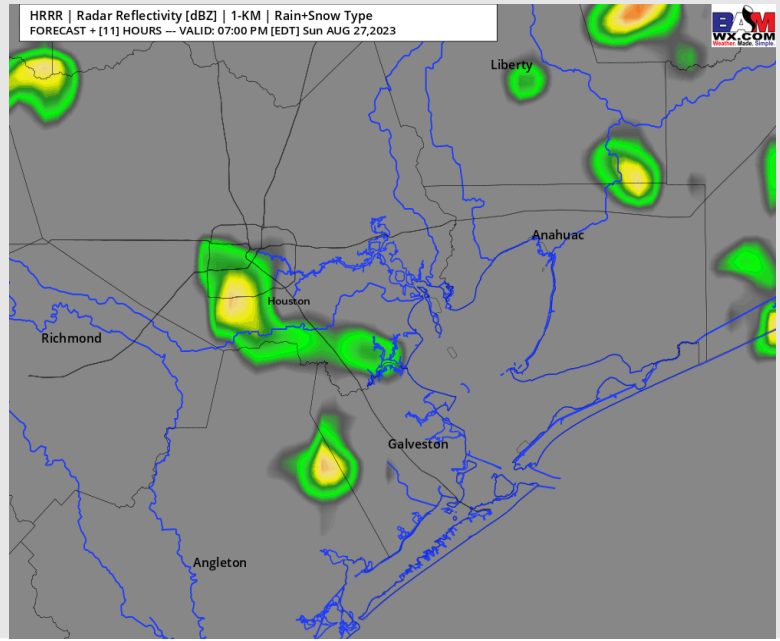 HRRR | Radar Reflectivity [dBZ] | 1-KM | Rain+Snow Type
FORECAST + [11] HOURS --- VALID: 07:00 PM [EDT] Sun AUG 27,2023
BAM
WX.COM
Weather. Made. Simple.
Liberty
Anahuac
Houston
Richmond
Galveston
Angleton